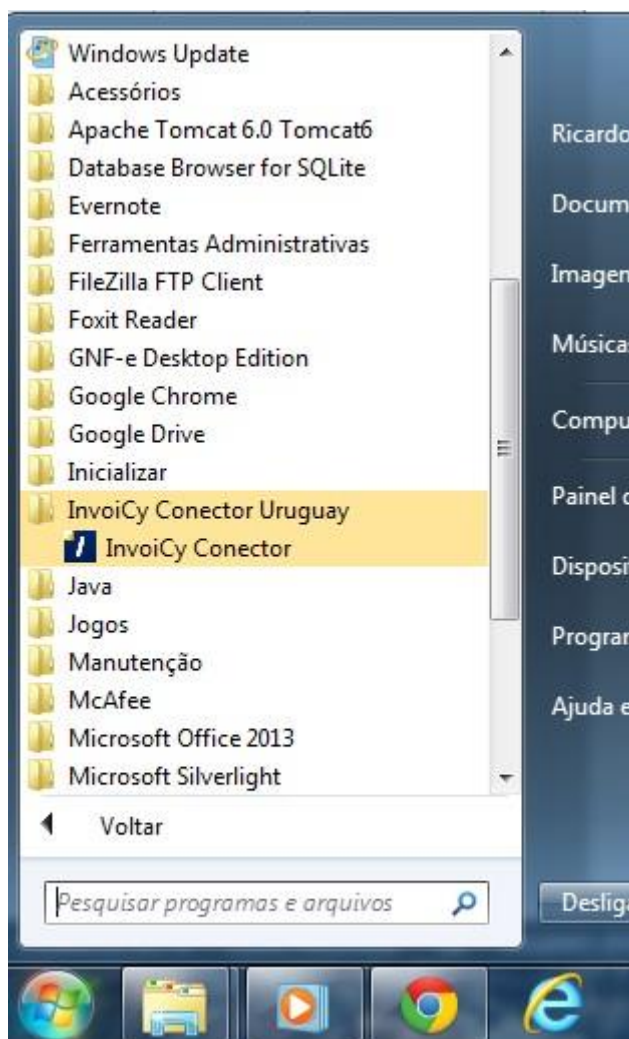 Windows Update
Acessórios
Apache Tomcat 6.0 Tomcat6
Database Browser for SQLite
Evernote
Ferramentas Administrativas
FileZilla FTP Client
Foxit Reader
GNF-e Desktop Edition
Google Chrome
Google Drive
Inicializar
InvoiCy Conector Uruguay
InvoiCy Conector
Java
Jogos
Manutenção
McAfee
Microsoft Office 2013
Microsoft Silverlight
Voltar
Pesquisar programas e arquivos
Ricardo
Docum
Imagen
Música
Compu
Painel
Disposi
Progra
Ajuda e
Deslig